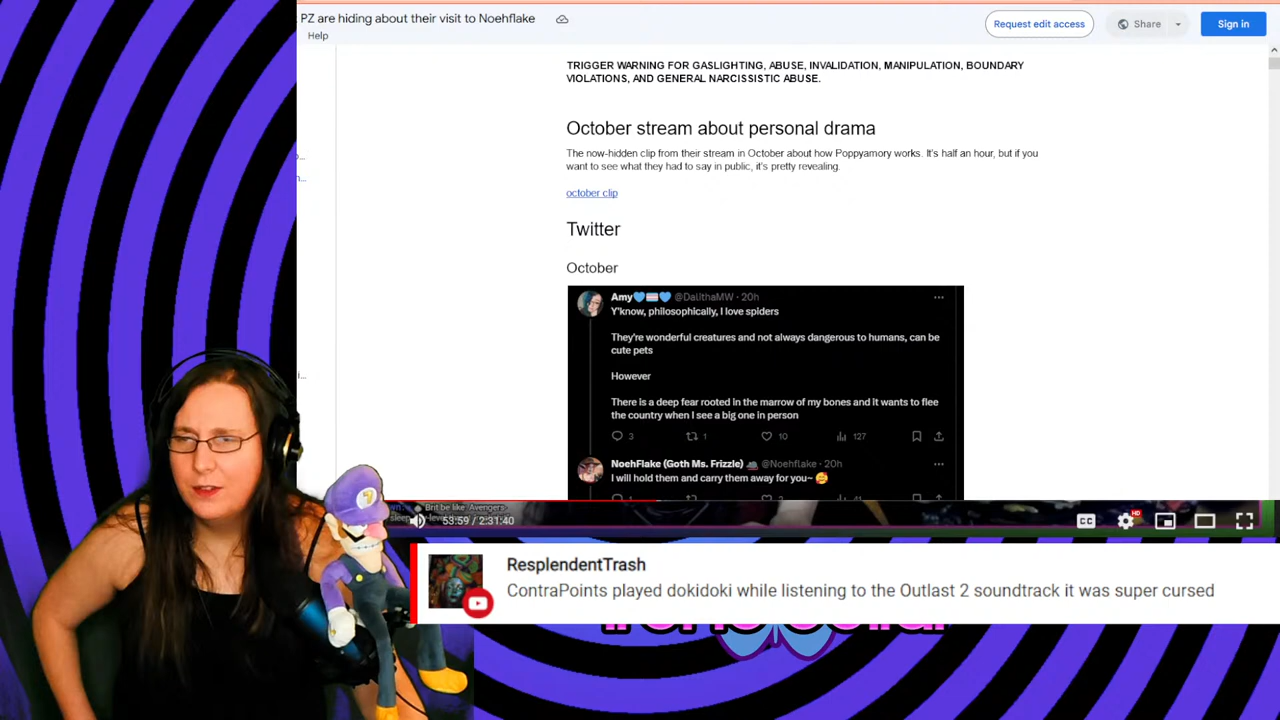 PZ are hiding about their visit to Noehflake
Help
Request edit access
Share
Sign in
TRIGGER WARNING FOR GASLIGHTING, ABUSE, INVALIDATION, MANIPULATION, BOUNDARY
VIOLATIONS, AND GENERAL NARCISSISTIC ABUSE.
October stream about personal drama
The now-hidden clip from their stream in October about how Poppyamory works. It's half an hour, but if you
want to see what they had to say in public, it's pretty revealing.
october clip
Twitter
October
Amy💙 @DalithaMW · 20h
Y'know, philosophically, I love spiders
They're wonderful creatures and not always dangerous to humans, can be
cute pets
However
There is a deep fear rooted in the marrow of my bones and it wants to flee
the country when I see a big one in person
3 1 10 127
NoehFlake (Goth Ms. Frizzle) @Noehflake · 20h
I will hold them and carry them away for you~ 🥰
Brit be like, Avengers
53:59 / 2:31:40
CC
HD
ResplendentTrash
ContraPoints played dokidoki while listening to the Outlast 2 soundtrack it was super cursed